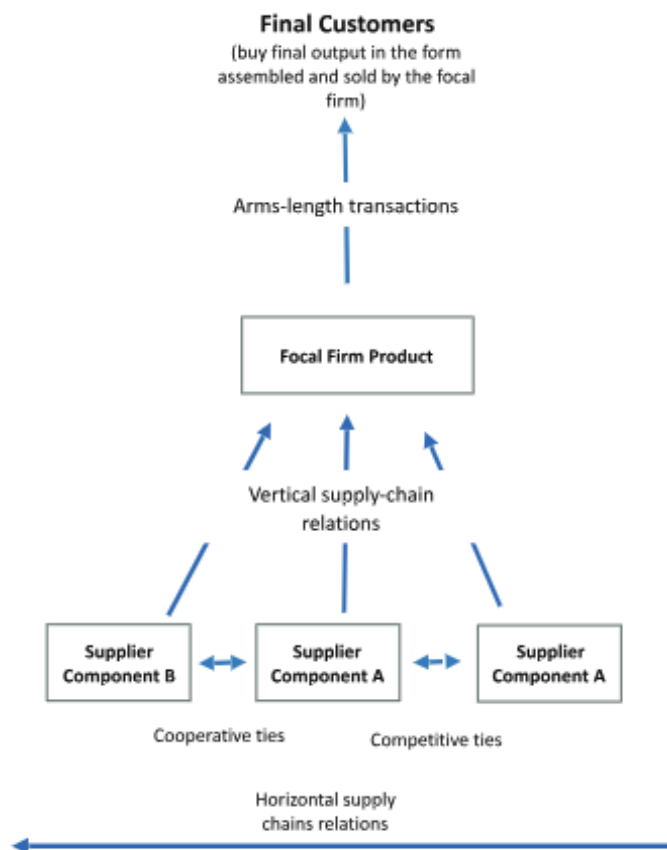 Final Customers
(buy final output in the form
assembled and sold by the focal
firm)
Arms-length transactions
Focal Firm Product
Vertical supply-chain
relations
Supplier
Component B
Supplier
Component A
Supplier
Component A
Cooperative ties
Competitive ties
Horizontal supply
chains relations